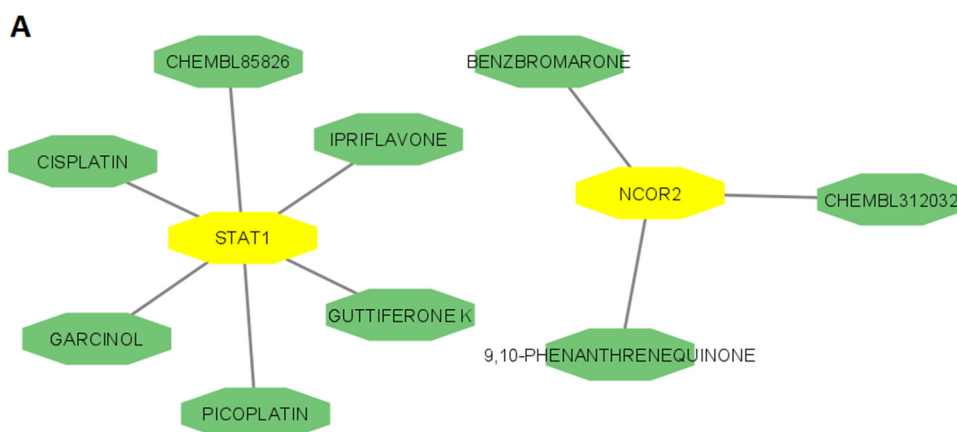 A
CHEMBL85826
BENZBROMARONE
IPRIFLAVONE
CISPLATIN
NCOR2
CHEMBL312032
STAT1
GUTTIFERONE K
GARCINOL
9,10-PHENANTHRENEQUINONE
PICOPLATIN